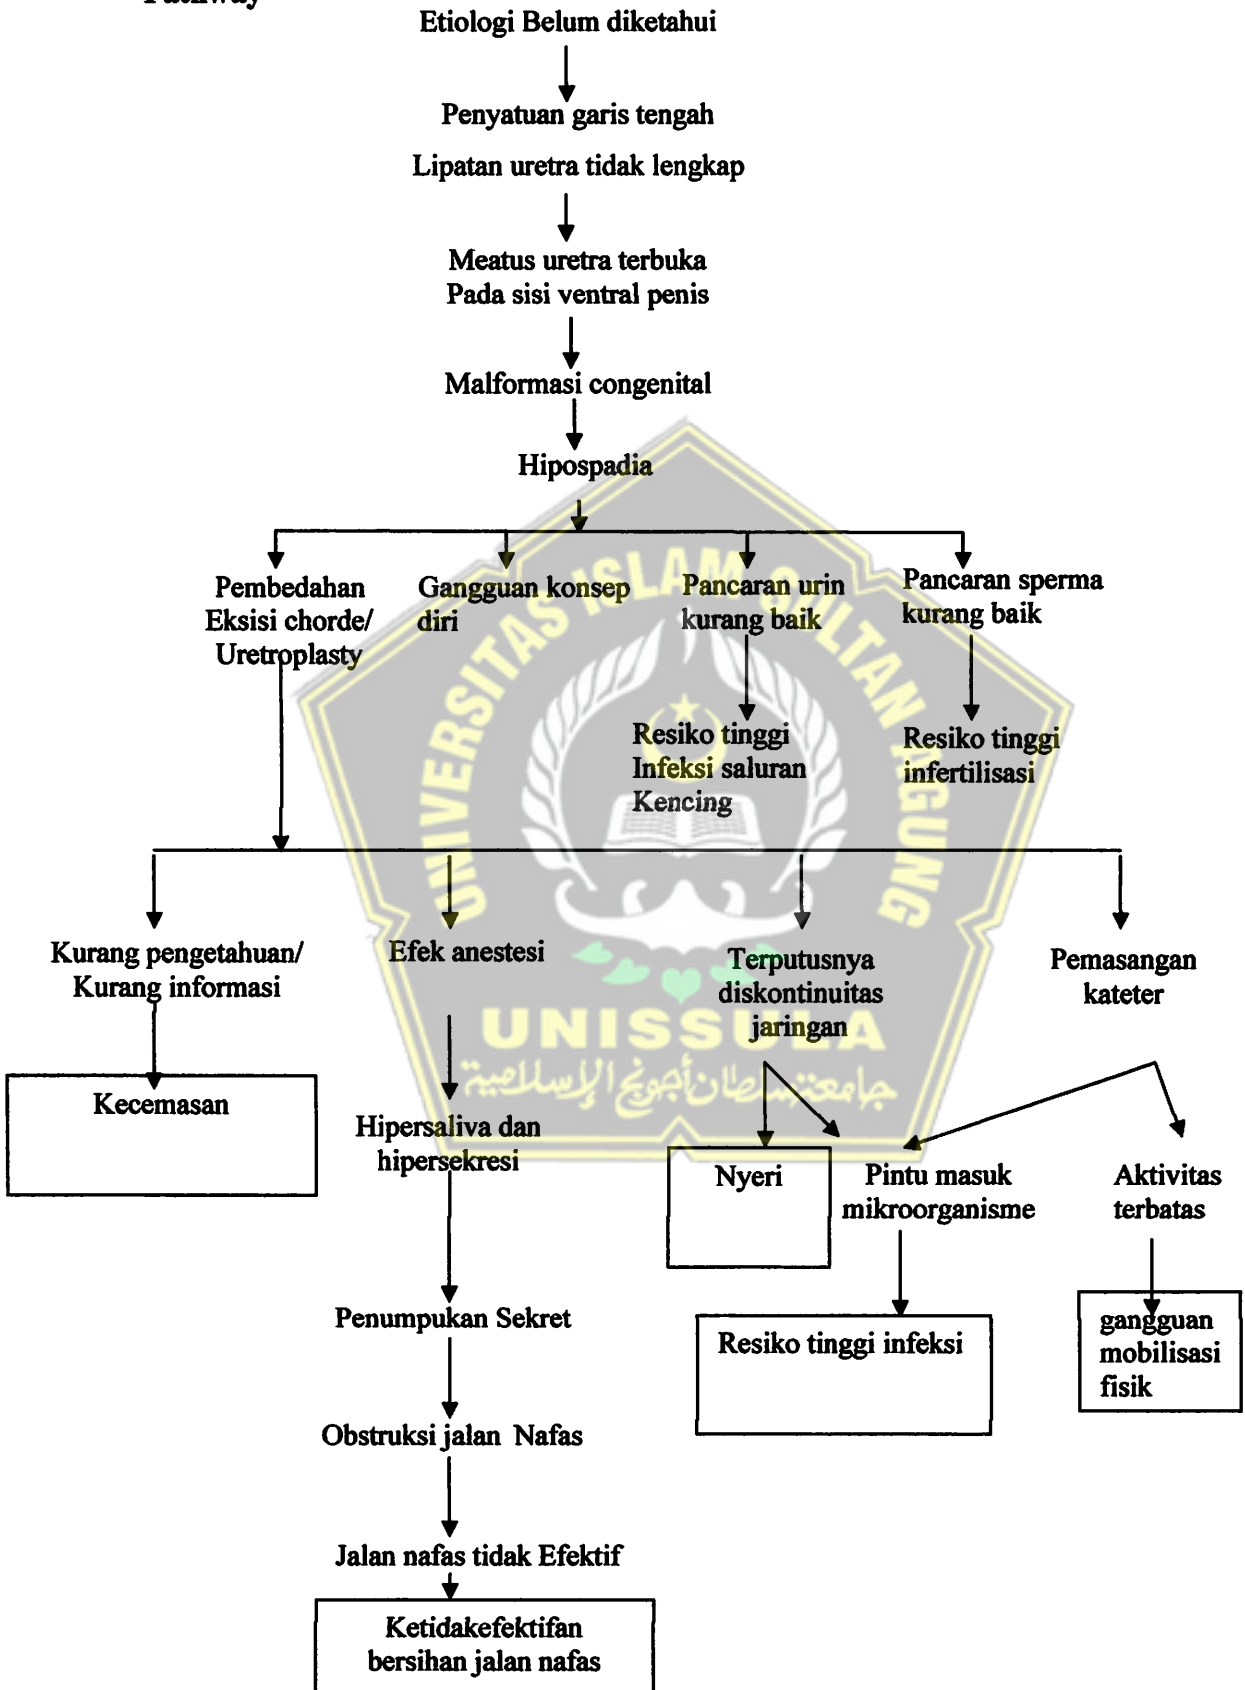 Pathway
Etiologi Belum diketahui
Penyatuan garis tengah
Lipatan uretra tidak lengkap
Meatus uretra terbuka
Pada sisi ventral penis
Malformasi congenital
Hipospadia
Pembedahan
Eksisi chorde/
Uretroplasty
Gangguan konsep
diri
Pancaran urin
kurang baik
Pancaran sperma
kurang baik
Resiko tinggi
Infeksi saluran
Kencing
Resiko tinggi
infertilisasi
Kurang pengetahuan/
Kurang informasi
Efek anestesi
Terputusnya
diskontinuitas
jaringan
Pemasangan
kateter
Kecemasan
Hipersaliva dan
hipersekresi
Nyeri
Pintu masuk
mikroorganisme
Aktivitas
terbatas
Penumpukan Sekret
Resiko tinggi infeksi
gangguan
mobilisasi
fisik
Obstruksi jalan Nafas
Jalan nafas tidak Efektif
Ketidakefektifan
bersihan jalan nafas
UNIVERSITAS ISLAM SULTAN AGUNG
UNISSULA
جامعة سلطان أجونج الإسلامية